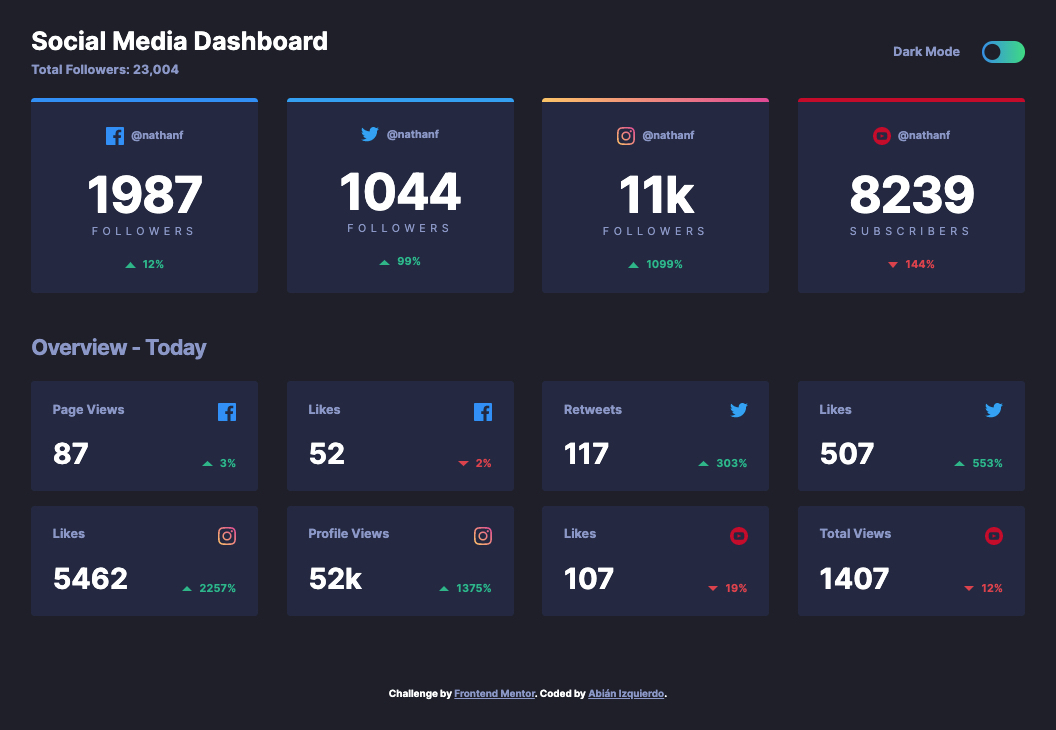 Social Media Dashboard
Total Followers: 23,004
Dark Mode
@nathanf
1987
FOLLOWERS
12%
@nathanf
1044
FOLLOWERS
99%
@nathanf
11k
FOLLOWERS
1099%
@nathanf
8239
SUBSCRIBERS
144%
Overview - Today
Page Views
87
3%
Likes
52
2%
Retweets
117
303%
Likes
507
553%
Likes
5462
2257%
Profile Views
52k
1375%
Likes
107
19%
Total Views
1407
12%
Challenge by Frontend Mentor. Coded by Abián Izquierdo.